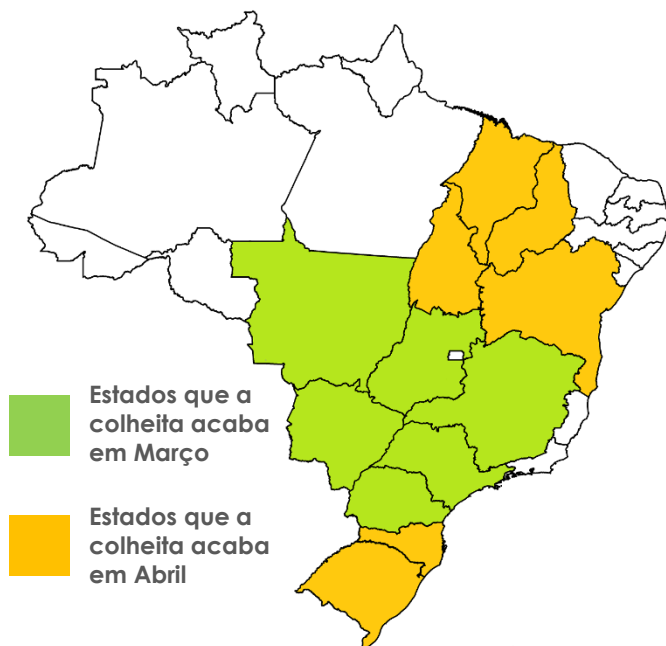 Estados que a
colheita acaba
em Março
Estados que a
colheita acaba
em Abril